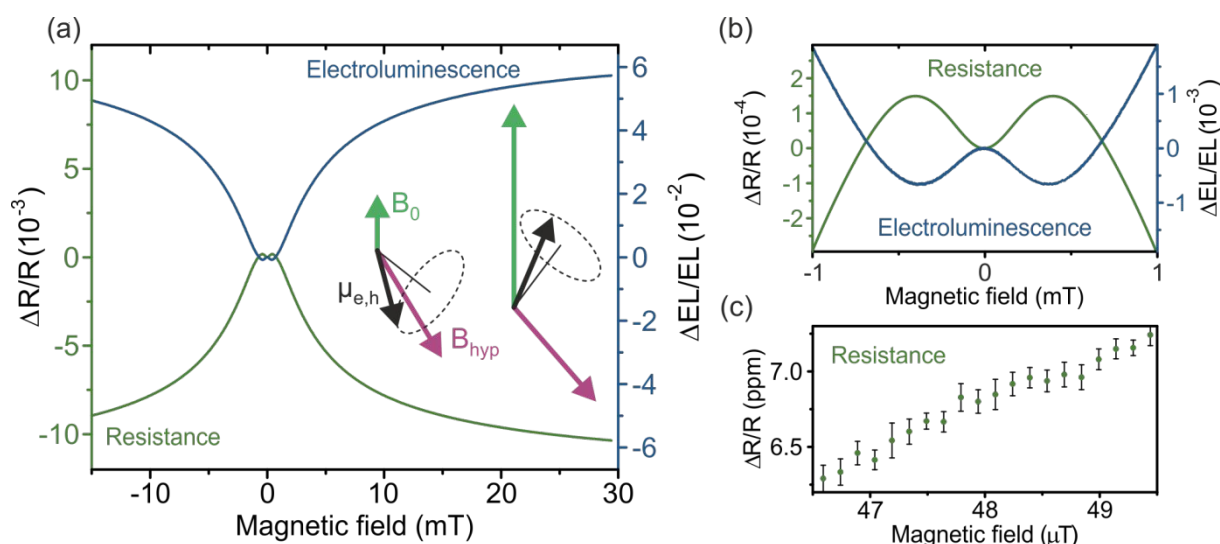 (a)
Electroluminescence
B0
μe,h
Bhyp
Resistance
ΔR/R (10-3)
10
5
0
-5
-10
ΔEL/EL (10-2)
6
4
2
0
-2
-4
-6
-10 0 10 20 30
Magnetic field (mT)
(b)
Resistance
Electroluminescence
ΔR/R (10-4)
2
1
0
-1
-2
ΔEL/EL (10-3)
1
0
-1
-1 0 1
Magnetic field (mT)
(c)
Resistance
ΔR/R (ppm)
7.0
6.5
47 48 49
Magnetic field (μT)